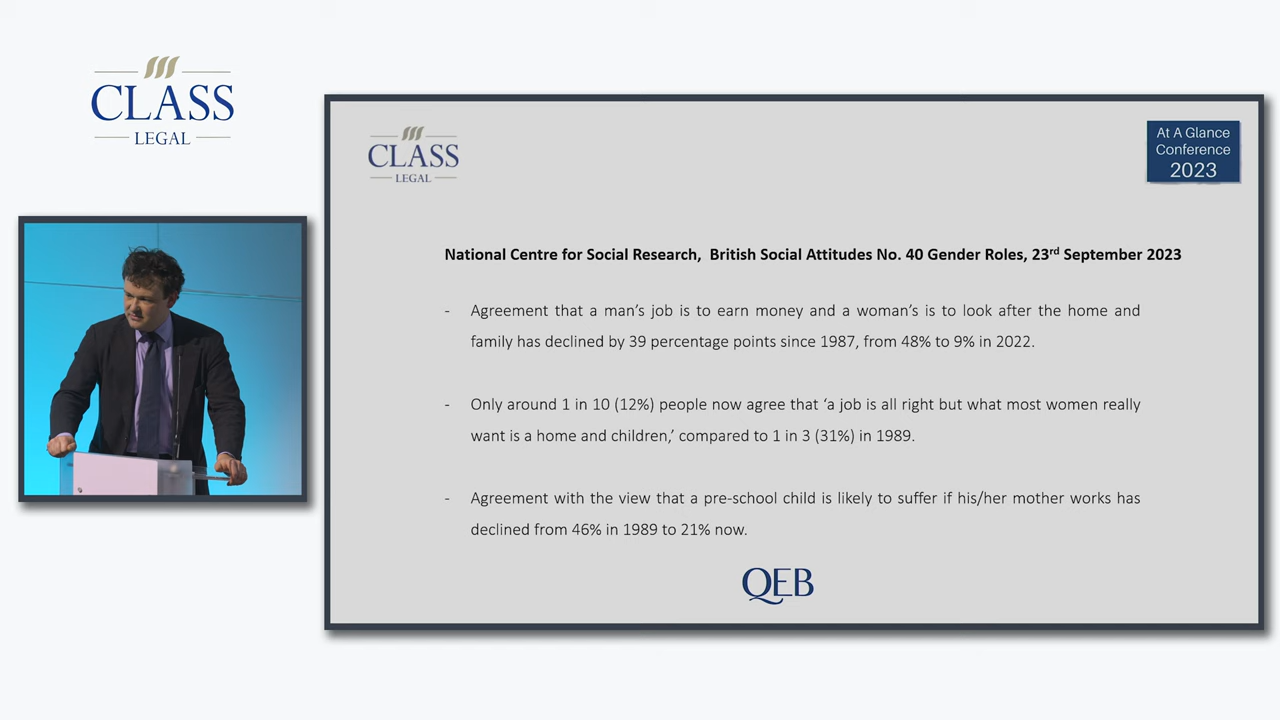 CLASS
LEGAL
CLASS
LEGAL
At A Glance
Conference
2023
National Centre for Social Research, British Social Attitudes No. 40 Gender Roles, 23rd September 2023
- Agreement that a man’s job is to earn money and a woman’s is to look after the home and
family has declined by 39 percentage points since 1987, from 48% to 9% in 2022.
- Only around 1 in 10 (12%) people now agree that ‘a job is all right but what most women really
want is a home and children,’ compared to 1 in 3 (31%) in 1989.
- Agreement with the view that a pre-school child is likely to suffer if his/her mother works has
declined from 46% in 1989 to 21% now.
QEB